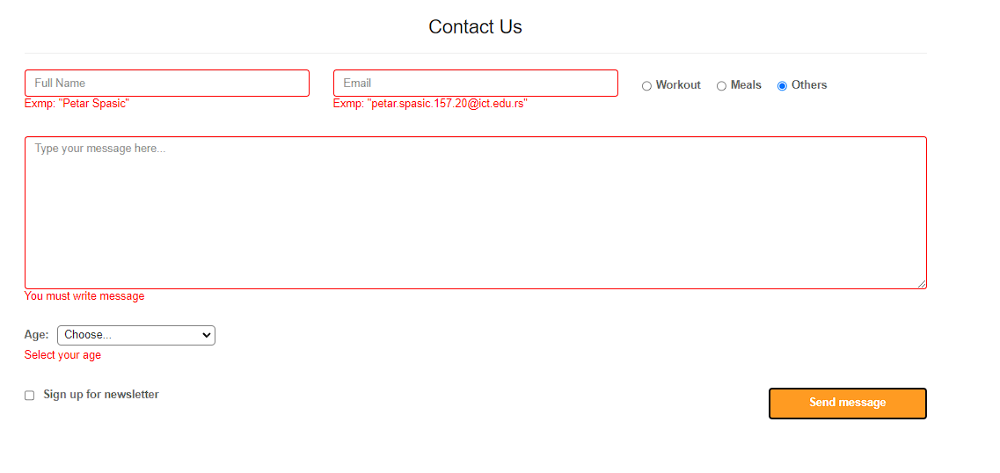 Contact Us
Full Name
Email
Workout
Meals
Others
Exmp: "Petar Spasic"
Exmp: "petar.spasic.157.20@ict.edu.rs"
Type your message here...
You must write message
Age:
Choose...
Select your age
Sign up for newsletter
Send message